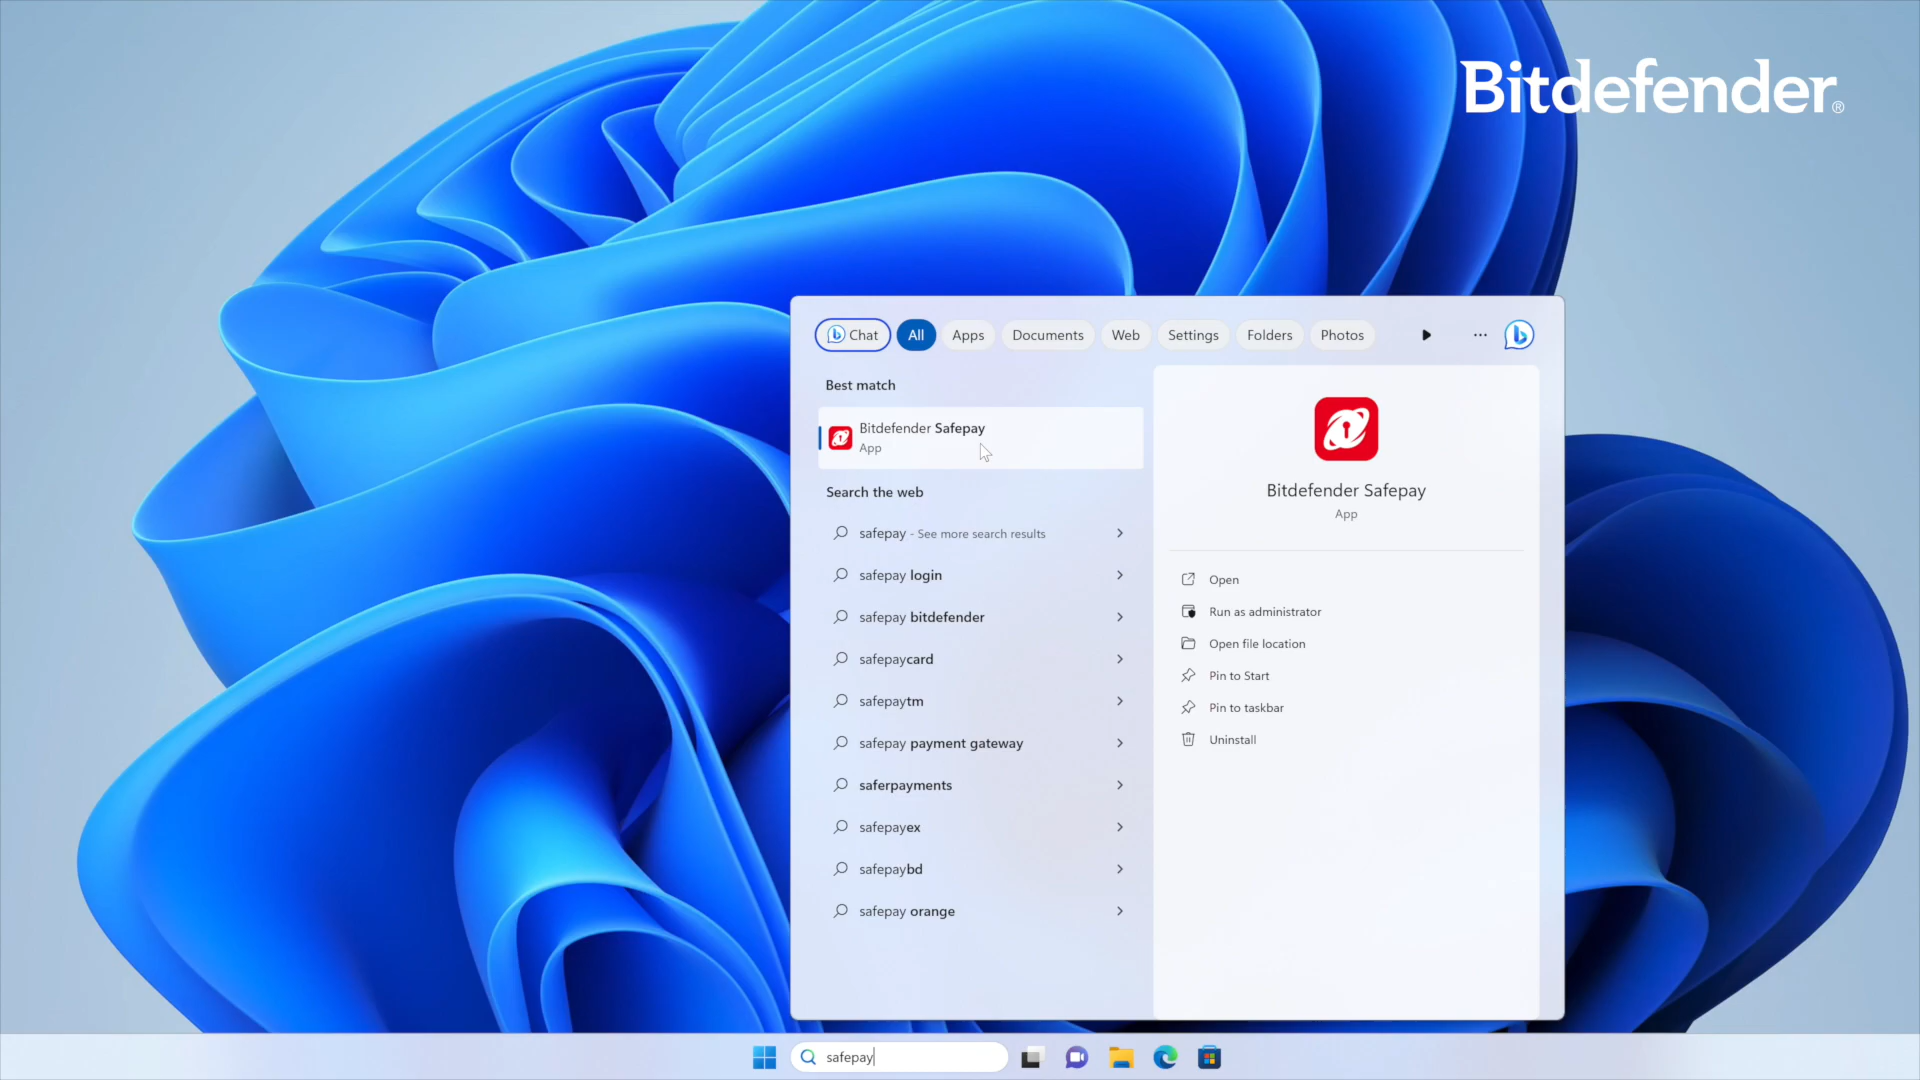 Bitdefender®
Chat
All
Apps
Documents
Web
Settings
Folders
Photos
Best match
Bitdefender Safepay
App
Search the web
safepay - See more search results
safepay login
safepay bitdefender
safepaycard
safepaytm
safepay payment gateway
saferpayments
safepayex
safepaybd
safepay orange
Bitdefender Safepay
App
Open
Run as administrator
Open file location
Pin to Start
Pin to taskbar
Uninstall
safepay